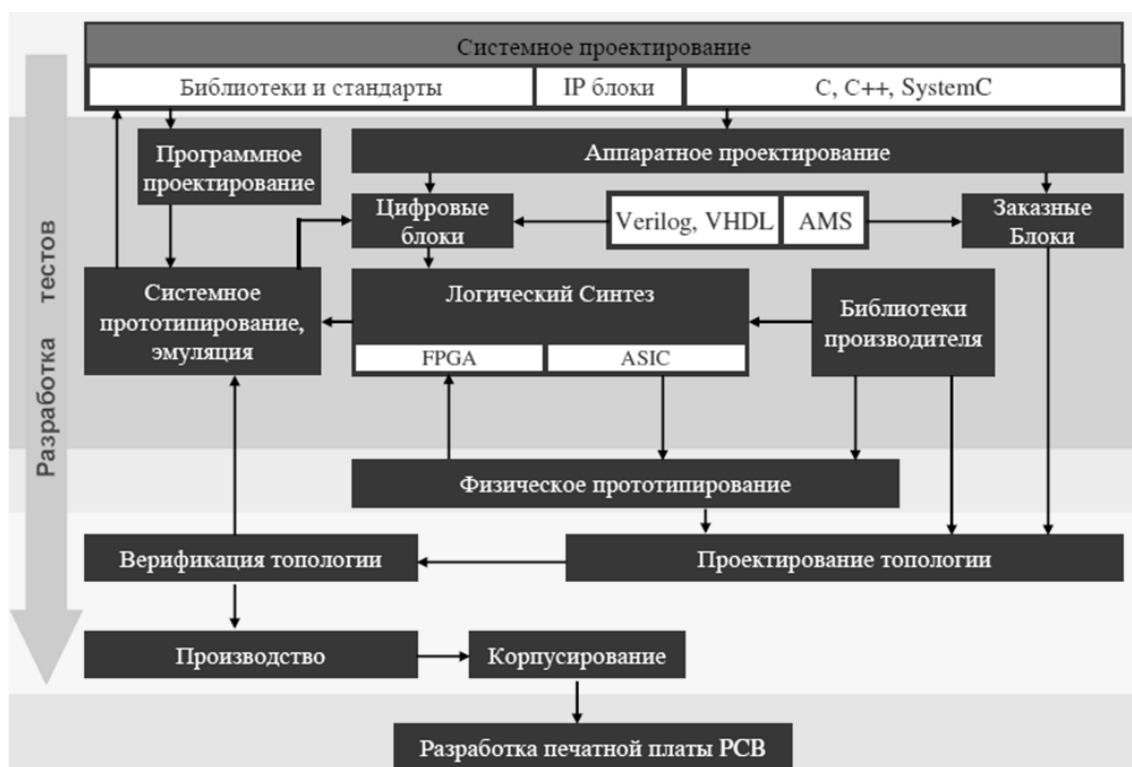 Системное проектирование
Библиотеки и стандарты
IP блоки
C, C++, SystemC
Программное
проектирование
Аппаратное проектирование
Цифровые
блоки
Verilog, VHDL
AMS
Заказные
Блоки
Системное
прототипирование,
эмуляция
Логический Синтез
FPGA
ASIC
Библиотеки
производителя
Физическое прототипирование
Верификация топологии
Проектирование топологии
Производство
Корпусирование
Разработка печатной платы PCB
Разработка тестов